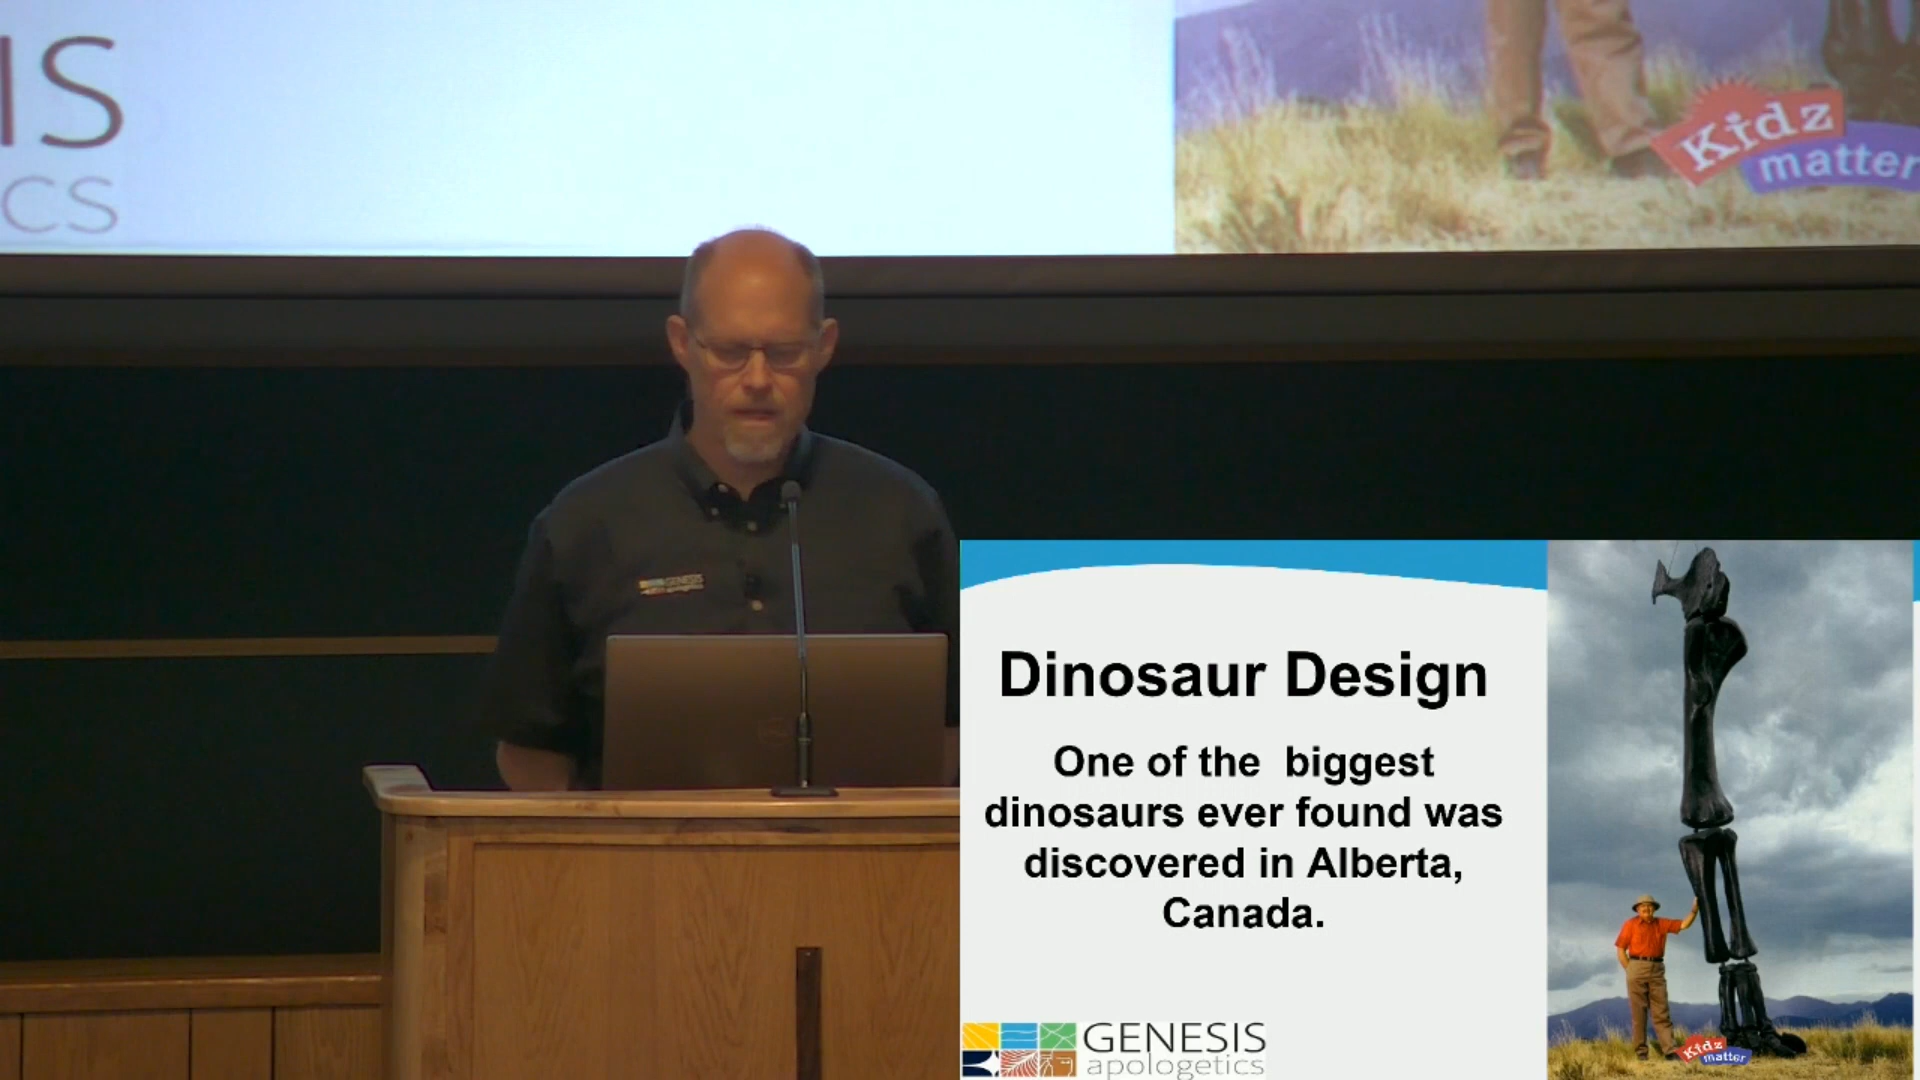 IS
CS
Kidz
matter
GENESIS
Dinosaur Design
One of the  biggest
dinosaurs ever found was
discovered in Alberta,
Canada.
GENESIS
apologetics
Kidz
matter